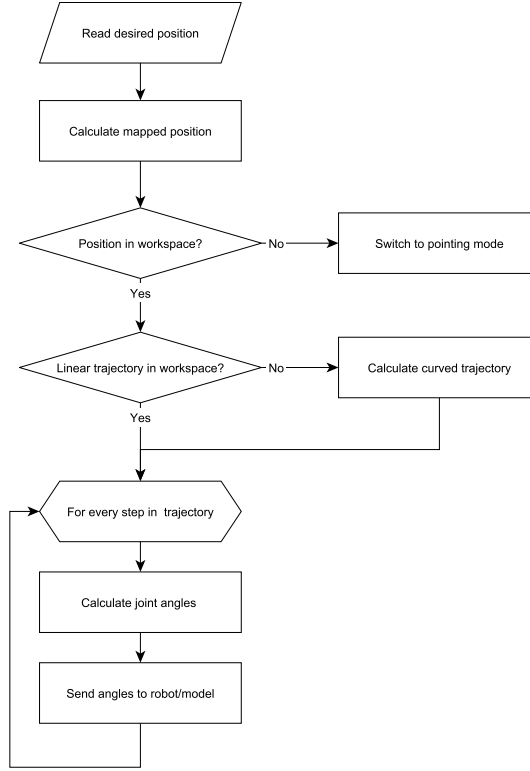 Read desired position
Calculate mapped position
Position in workspace?
No
Switch to pointing mode
Yes
Linear trajectory in workspace?
No
Calculate curved trajectory
Yes
For every step in  trajectory
Calculate joint angles
Send angles to robot/model